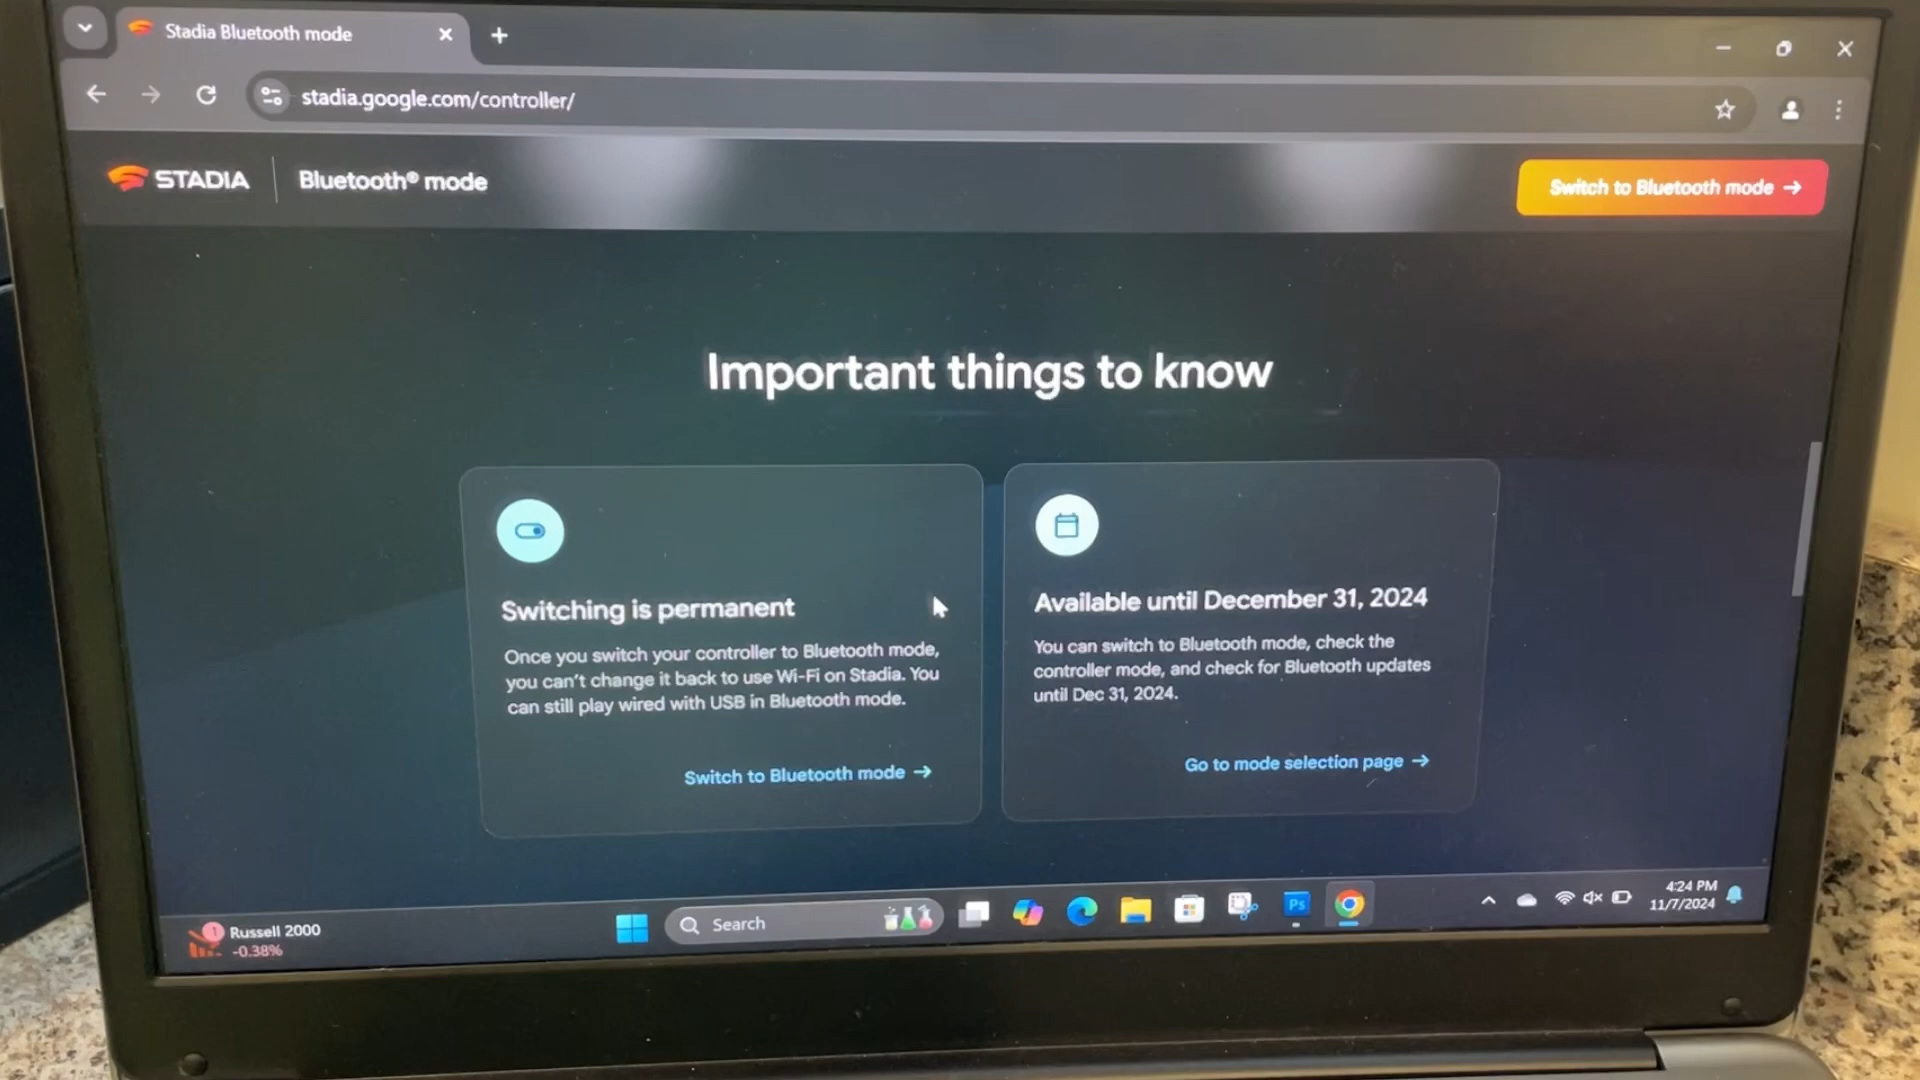 Stadia Bluetooth mode
stadia.google.com/controller/
STADIA
Bluetooth® mode
Switch to Bluetooth mode →
Important things to know
Switching is permanent
Once you switch your controller to Bluetooth mode,
you can't change it back to use Wi-Fi on Stadia. You
can still play wired with USB in Bluetooth mode.
Switch to Bluetooth mode →
Available until December 31, 2024
You can switch to Bluetooth mode, check the
controller mode, and check for Bluetooth updates
until Dec 31, 2024.
Go to mode selection page →
1
Russell 2000
-0.38%
Search
Ps
4:24 PM
11/7/2024